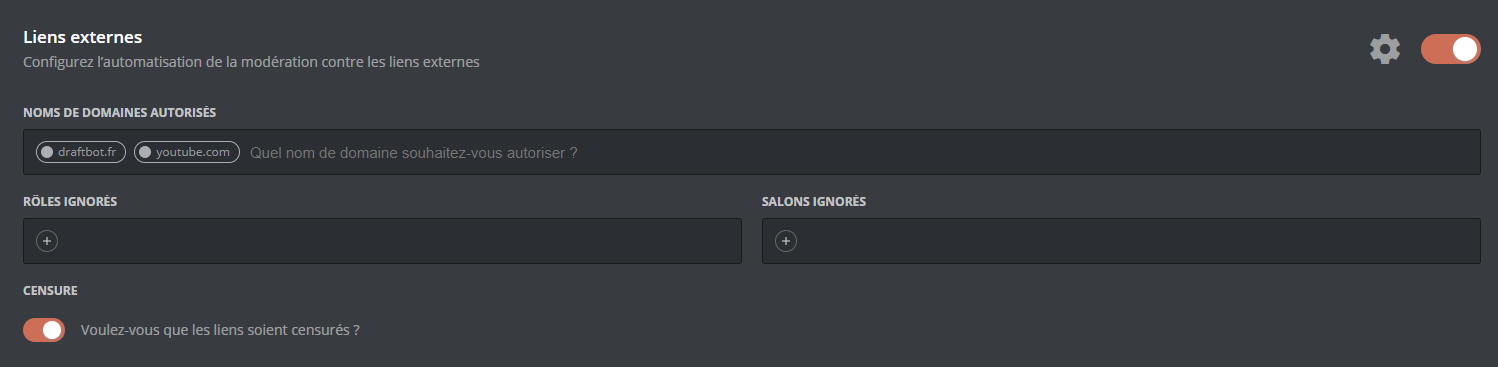 Liens externes
Configurez l'automatisation de la modération contre les liens externes
NOMS DE DOMAINES AUTORISÉS
draftbot.fr youtube.com Quel nom de domaine souhaitez-vous autoriser ?
RÔLES IGNORÉS
SALONS IGNORÉS
CENSURE
Voulez-vous que les liens soient censurés ?